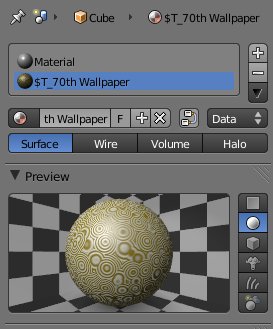 Cube $T_70th Wallpaper
Material
$T_70th Wallpaper
th Wallpaper F Data
Surface Wire Volume Halo
Preview